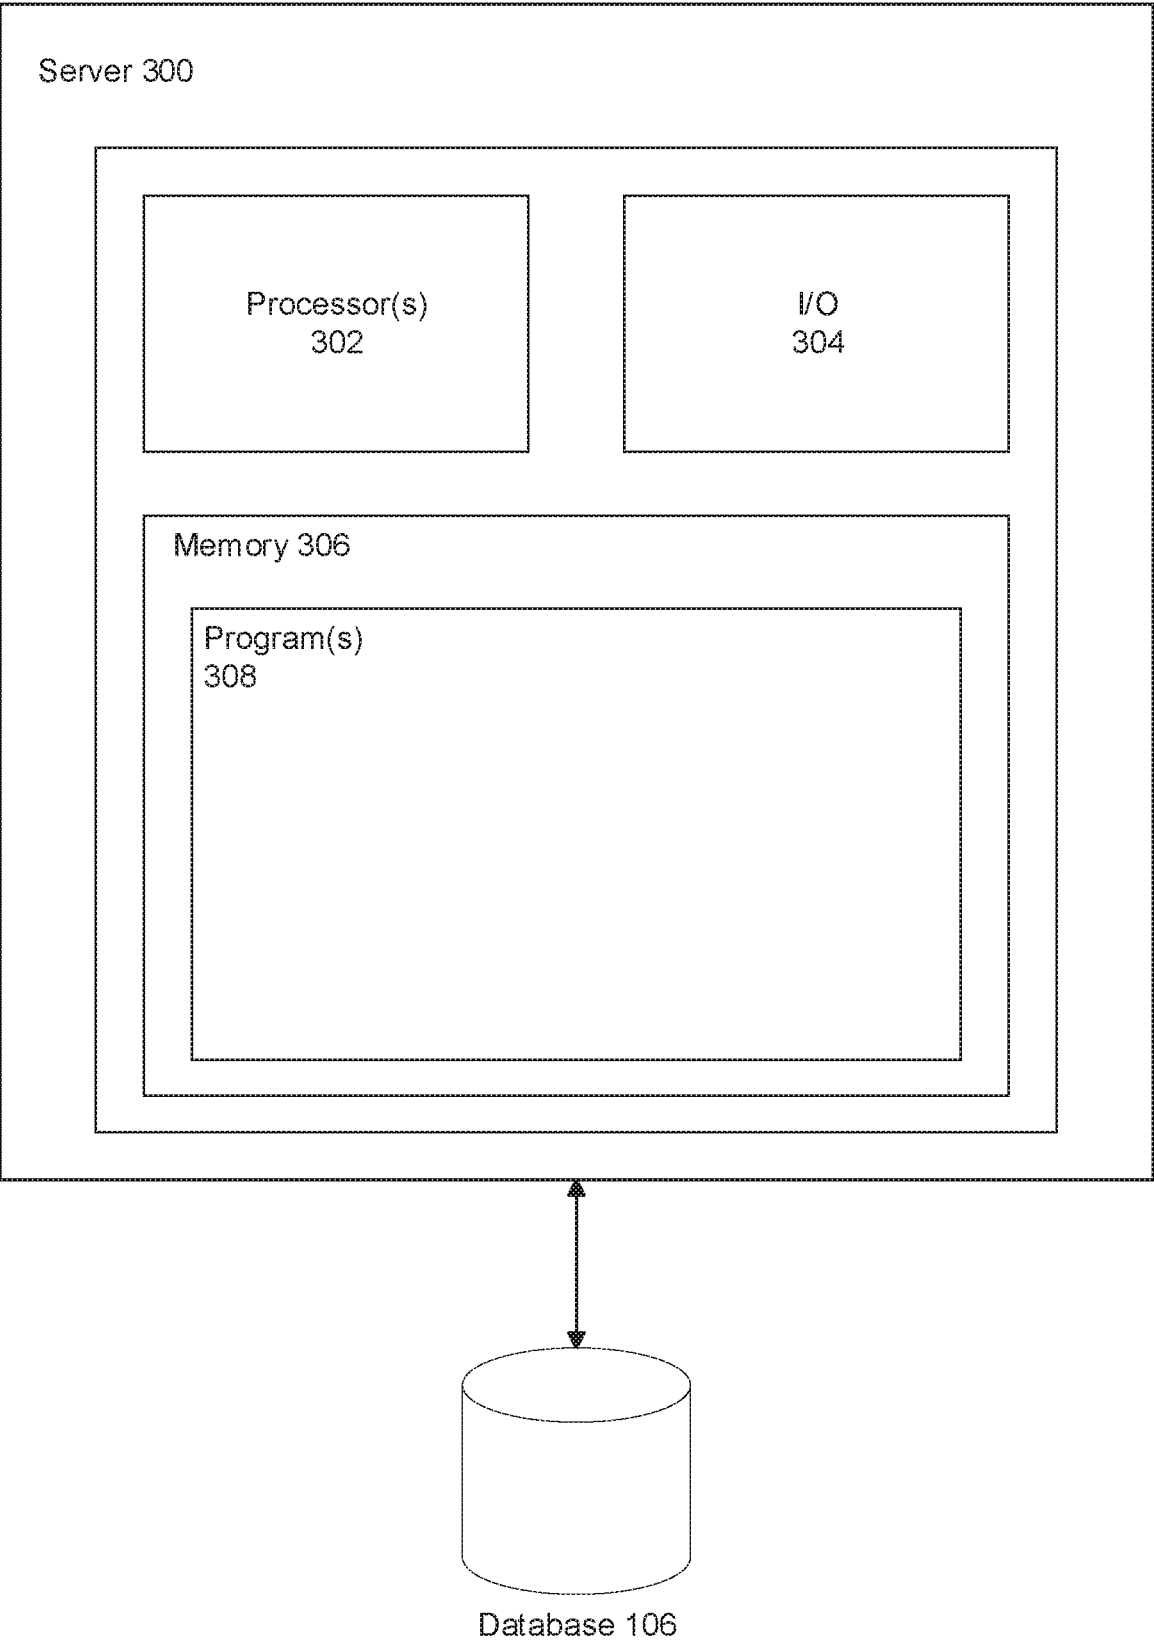 Server 300
Processor(s)
302
I/O
304
Memory 306
Program(s)
308
Database 106